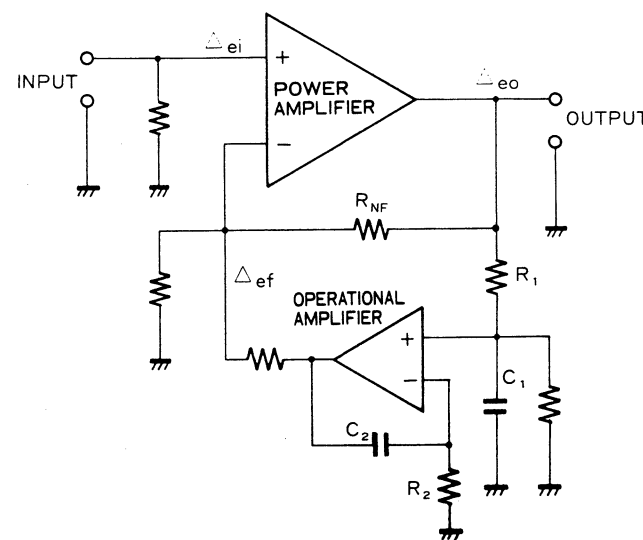 △ei
INPUT
+
POWER
AMPLIFIER
−
△eo
OUTPUT
RNF
△ef
R1
OPERATIONAL
AMPLIFIER
+
−
C1
C2
R2